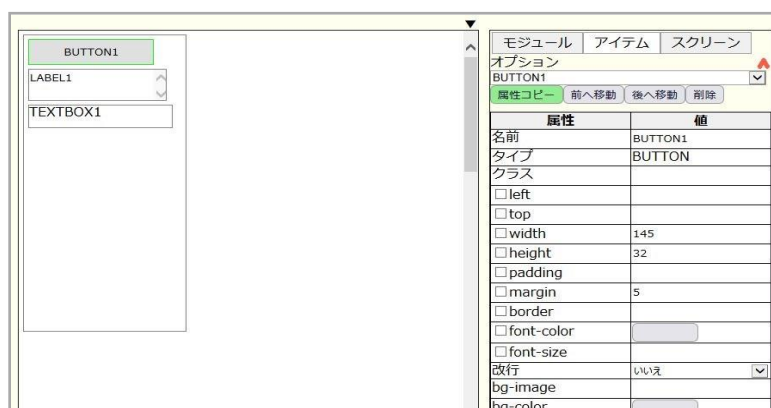 ▼
BUTTON1
LABEL1
TEXTBOX1
モジュール アイテム スクリーン
オプション
BUTTON1
属性コピー 前へ移動 後へ移動 削除
属性 値
名前 BUTTON1
タイプ BUTTON
クラス
left
top
width 145
height 32
padding
margin 5
border
font-color
font-size
改行 いいえ
bg-image
bg-color